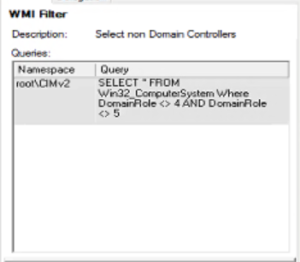 WMI Filter
Description: Select non Domain Controllers
Queries:
Namespace Query
root\CIMv2 SELECT * FROM
Win32_ComputerSystem Where
DomainRole <> 4 AND DomainRole
<> 5